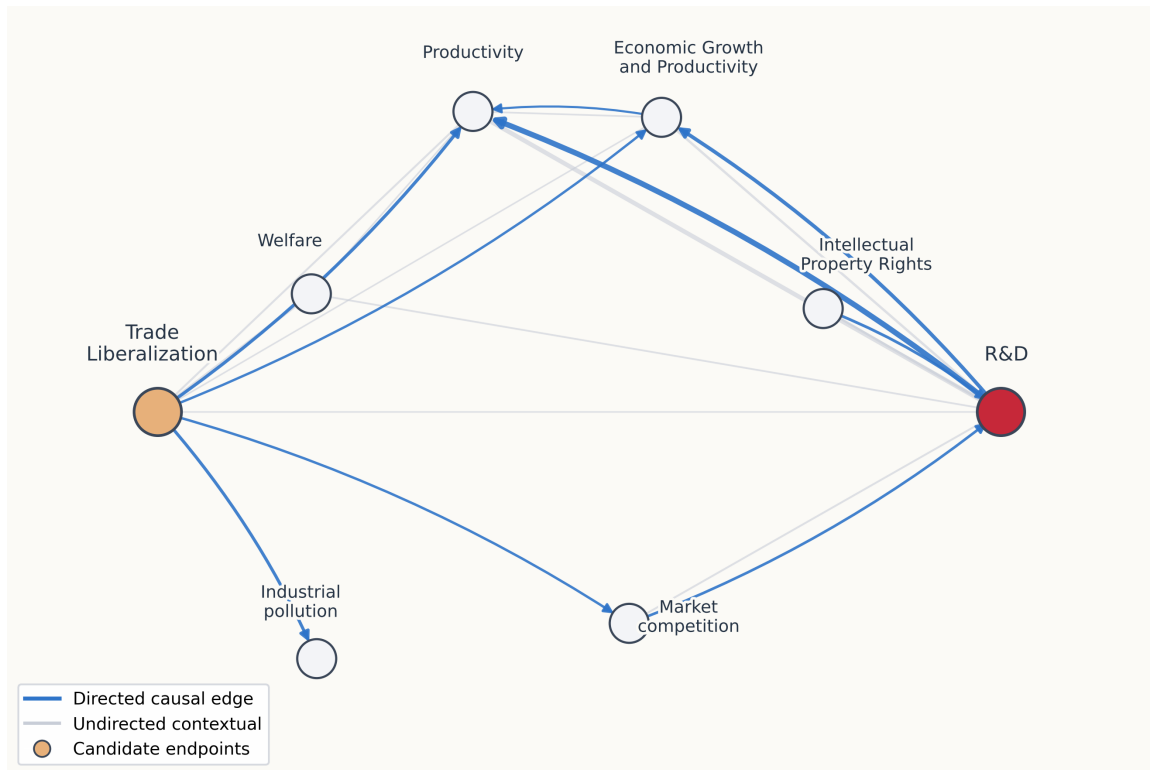 Productivity
Economic Growth
and Productivity
Welfare
Intellectual
Property Rights
Trade
Liberalization
R&D
Industrial
pollution
Market
competition
Directed causal edge
Undirected contextual
Candidate endpoints